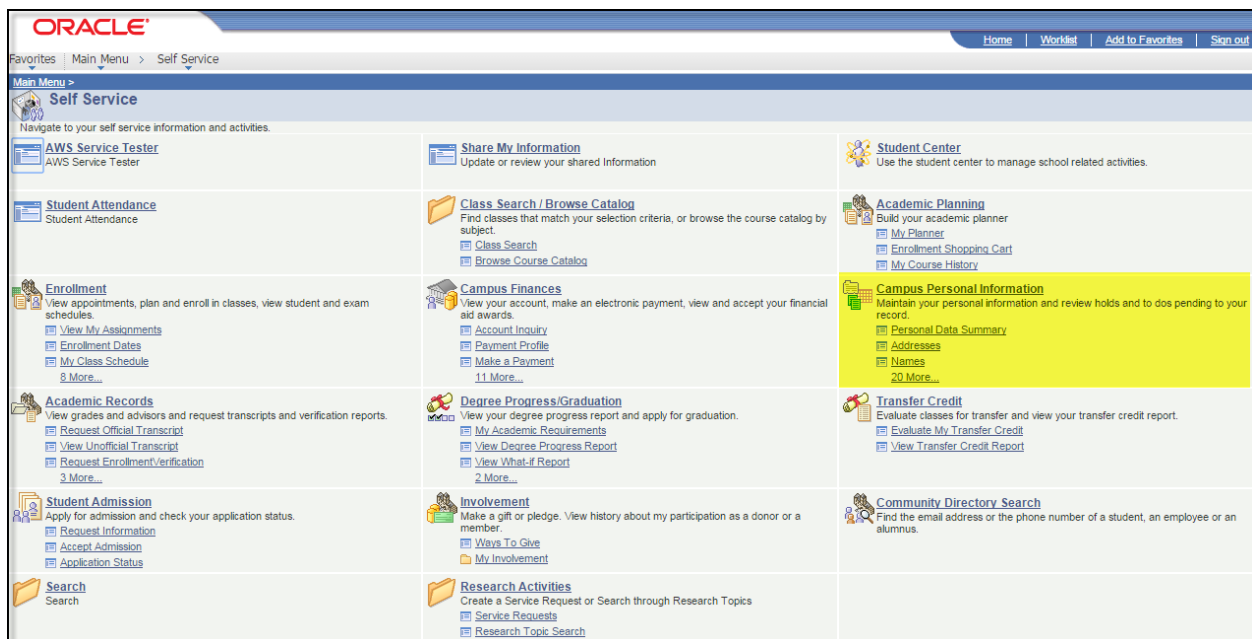 ORACLE'
Home | Worklist | Add to Favorites | Sign out
Favorites Main Menu > Self Service
Main Menu >
Self Service
Navigate to your self service information and activities.
AWS Service Tester
AWS Service Tester
Share My Information
Update or review your shared Information
Student Center
Use the student center to manage school related activities.
Student Attendance
Student Attendance
Class Search / Browse Catalog
Find classes that match your selection criteria, or browse the course catalog by
subject.
Class Search
Browse Course Catalog
Academic Planning
Build your academic planner
My Planner
Enrollment Shopping Cart
My Course History
Enrollment
View appointments, plan and enroll in classes, view student and exam
schedules.
View My Assignments
Enrollment Dates
My Class Schedule
8 More...
Campus Finances
View your account, make an electronic payment, view and accept your financial
aid awards.
Account Inquiry
Payment Profile
Make a Payment
11 More...
Campus Personal Information
Maintain your personal information and review holds and to dos pending to your
record.
Personal Data Summary
Addresses
Names
20 More...
Academic Records
View grades and advisors and request transcripts and verification reports.
Request Official Transcript
View Unofficial Transcript
Request EnrollmentVerification
3 More...
Degree Progress/Graduation
View your degree progress report and apply for graduation.
My Academic Requirements
View Degree Progress Report
View What-if Report
2 More...
Transfer Credit
Evaluate classes for transfer and view your transfer credit report.
Evaluate My Transfer Credit
View Transfer Credit Report
Student Admission
Apply for admission and check your application status.
Request Information
Accept Admission
Application Status
Involvement
Make a gift or pledge. View history about my participation as a donor or a
member.
Ways To Give
My Involvement
Community Directory Search
Find the email address or the phone number of a student, an employee or an
alumnus.
Search
Search
Research Activities
Create a Service Request or Search through Research Topics
Service Requests
Research Topic Search